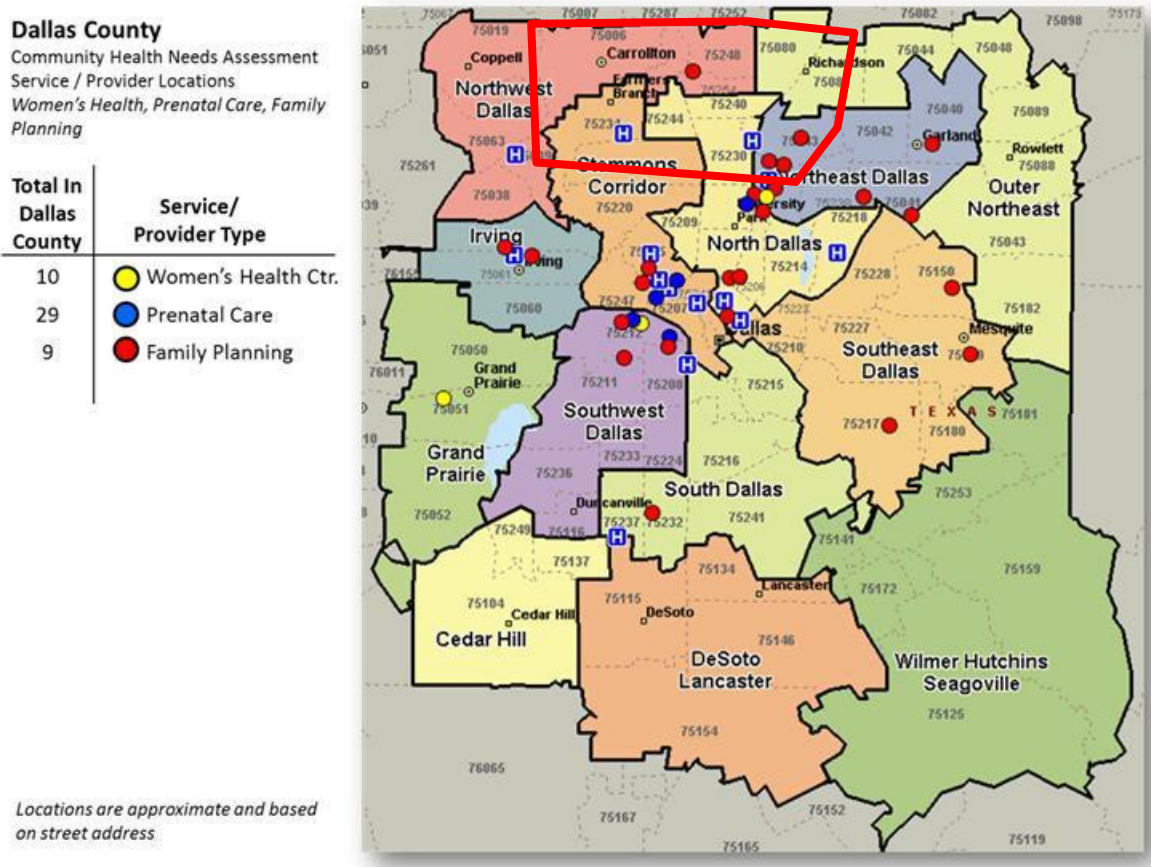 Dallas County
Community Health Needs Assessment
Service / Provider Locations
Women's Health, Prenatal Care, Family
Planning
Total In
Dallas
County
Service/
Provider Type
10
Women's Health Ctr.
29
Prenatal Care
9
Family Planning
Locations are approximate and based
on street address
75067
75007
75287
75252
75082
75098
75173
75019
75006
75248
75080
75044
75048
Coppell
Carrollton
Richardson
Northwest
Dallas
Farmers
Branch
75240
75040
75089
75234
75244
75042
Garland
75063
75230
Rowlett
75088
75261
H
H
H
Stemmons
Corridor
Northeast Dallas
Outer
Northeast
75038
H
75220
Park
75218
75041
75209
North Dallas
75043
Irving
H
H
H
75214
75228
75150
75061
75060
75247
H
75207
H
H
H
75206
75223
75182
75212
Dallas
75227
Mesquite
75210
Southeast
Dallas
75050
Grand
Prairie
76011
75211
75208
H
75215
75051
Southwest
Dallas
T E X A S
75181
75217
75180
Grand
Prairie
75233
75224
75216
75236
South Dallas
75253
75052
Duncanville
75237
75232
75241
75249
75116
H
75141
75137
75134
75159
75172
Lancaster
75104
Cedar Hill
75115
DeSoto
Cedar Hill
75146
DeSoto
Lancaster
Wilmer Hutchins
Seagoville
75125
75154
76065
75167
75152
75165
75119